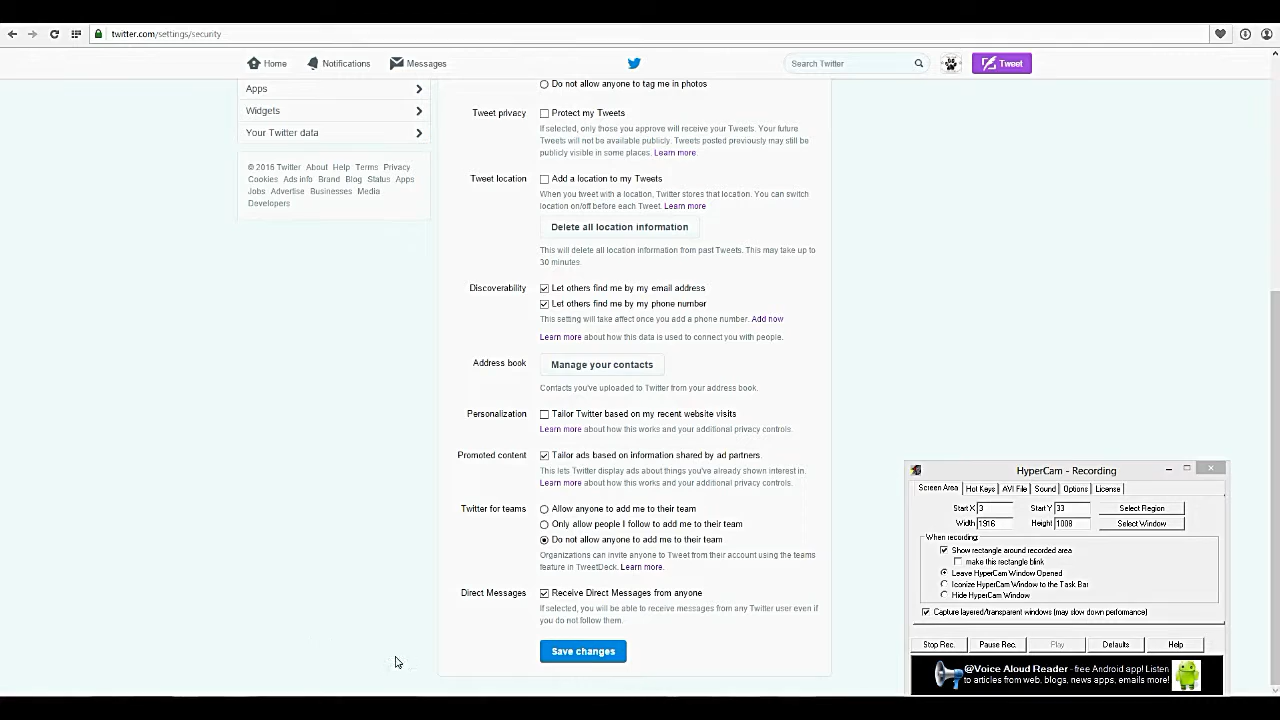 twitter.com/settings/security
Home Notifications Messages Search Twitter Tweet
Apps
Widgets
Your Twitter data
© 2016 Twitter About Help Terms Privacy
Cookies Ads info Brand Blog Status Apps
Jobs Advertise Businesses Media
Developers
Do not allow anyone to tag me in photos
Tweet privacy Protect my Tweets
If selected, only those you approve will receive your Tweets. Your future
Tweets will not be available publicly. Tweets posted previously may still be
publicly visible in some places. Learn more.
Tweet location Add a location to my Tweets
When you tweet with a location, Twitter stores that location. You can switch
location on/off before each Tweet. Learn more
Delete all location information
This will delete all location information from past Tweets. This may take up to
30 minutes.
Discoverability Let others find me by my email address
Let others find me by my phone number
This setting will take affect once you add a phone number. Add now
Learn more about how this data is used to connect you with people.
Address book Manage your contacts
Contacts you've uploaded to Twitter from your address book.
Personalization Tailor Twitter based on my recent website visits
Learn more about how this works and your additional privacy controls.
Promoted content Tailor ads based on information shared by ad partners.
This lets Twitter display ads about things you've already shown interest in.
Learn more about how this works and your additional privacy controls.
Twitter for teams Allow anyone to add me to their team
Only allow people I follow to add me to their team
Do not allow anyone to add me to their team
Organizations can invite anyone to Tweet from their account using the teams
feature in TweetDeck. Learn more.
Direct Messages Receive Direct Messages from anyone
If selected, you will be able to receive messages from any Twitter user even if
you do not follow them.
Save changes
HyperCam - Recording
Screen Area Hot Keys AVI File Sound Options License
Start X 3 Start Y 33 Select Region
Width 1916 Height 1008 Select Window
When recording:
Show rectangle around recorded area
make this rectangle blink
Leave HyperCam Window Opened
Iconize HyperCam Window to the Task Bar
Hide HyperCam Window
Capture layered/transparent windows (may slow down performance)
Stop Rec. Pause Rec. Play Defaults Help
@Voice Aloud Reader - free Android app! Listen
to articles from web, blogs, news apps, emails more!